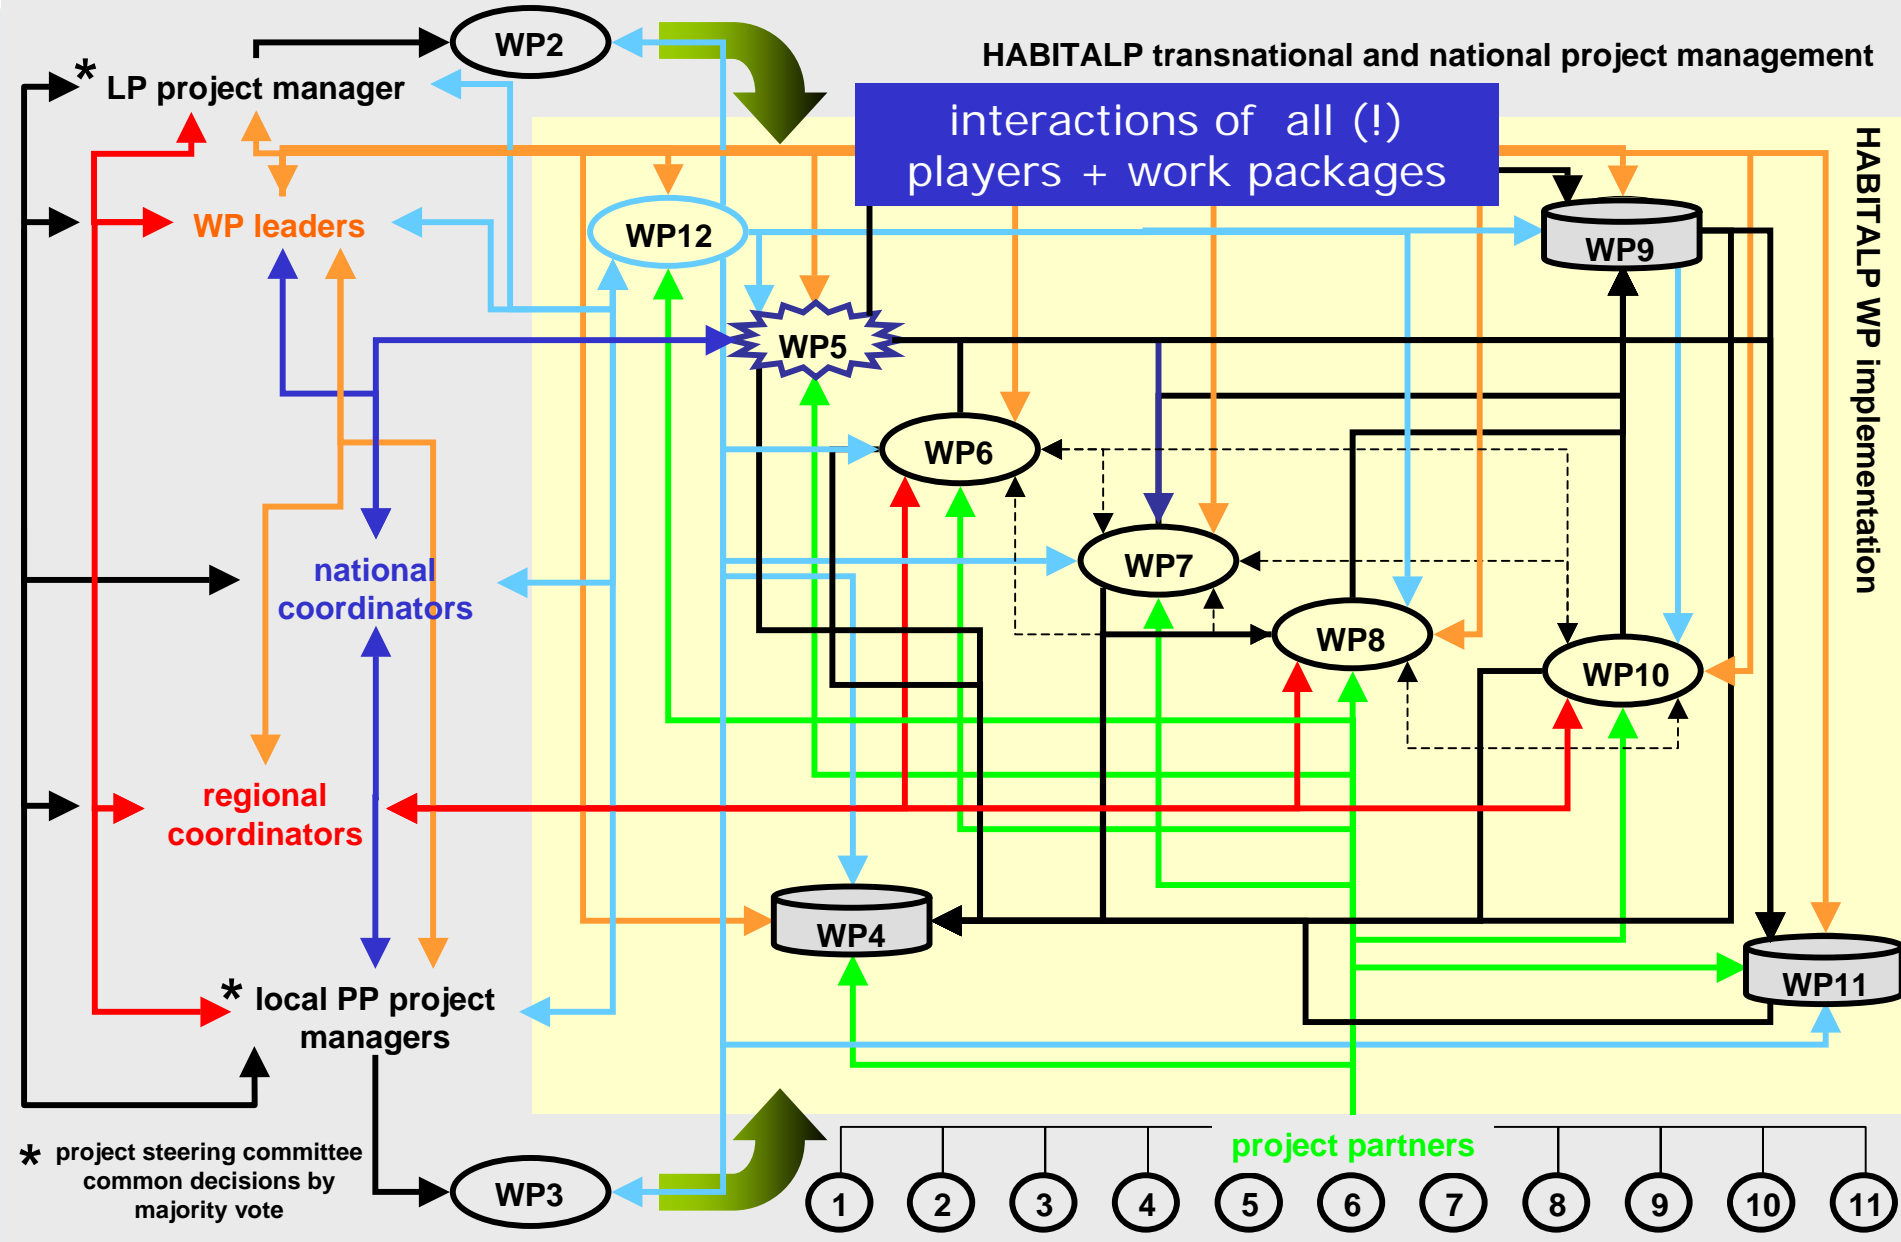 WP2
HABITALP transnational and national project management
* LP project manager
interactions of all (!)
players + work packages
HABITALP WP implementation
WP leaders
WP12
WP9
WP5
WP6
WP7
WP8
WP10
national
coordinators
regional
coordinators
WP4
WP11
* local PP project
managers
project partners
* project steering committee
common decisions by
majority vote
WP3
1 2 3 4 5 6 7 8 9 10 11